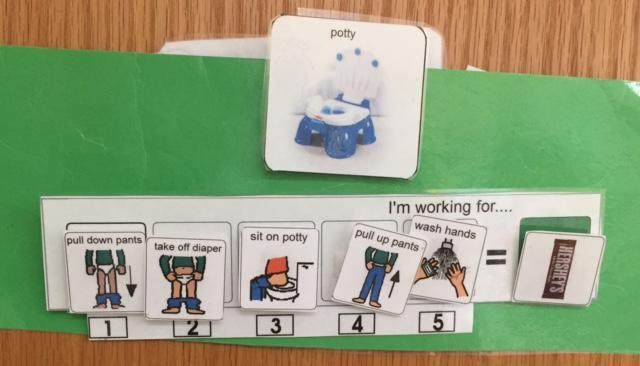 potty
I'm working for....
pull down pants
take off diaper
sit on potty
pull up pants
wash hands
=
HERSHEY'S
1 2 3 4 5